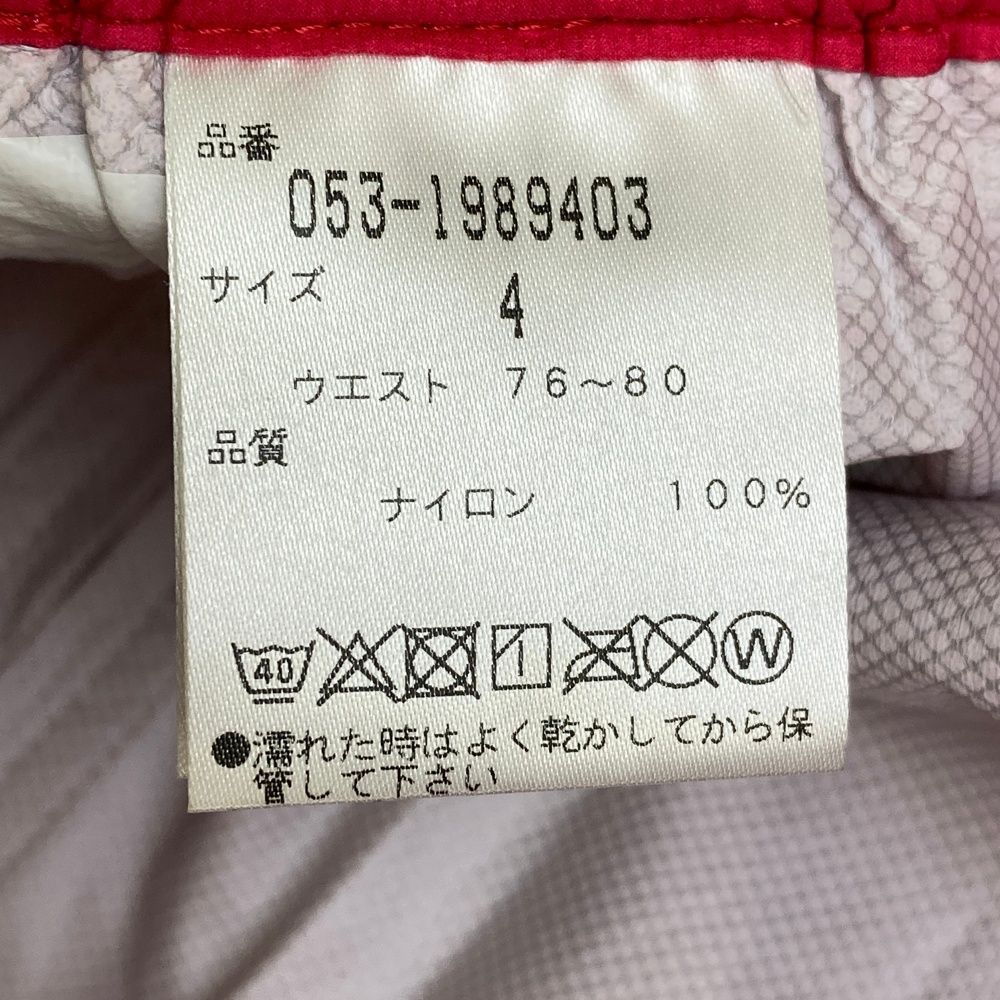 品番
053-1989403
サイズ
4
ウエスト 76～80
品質
ナイロン 100%
40 W
●濡れた時はよく乾かしてから保
管して下さい